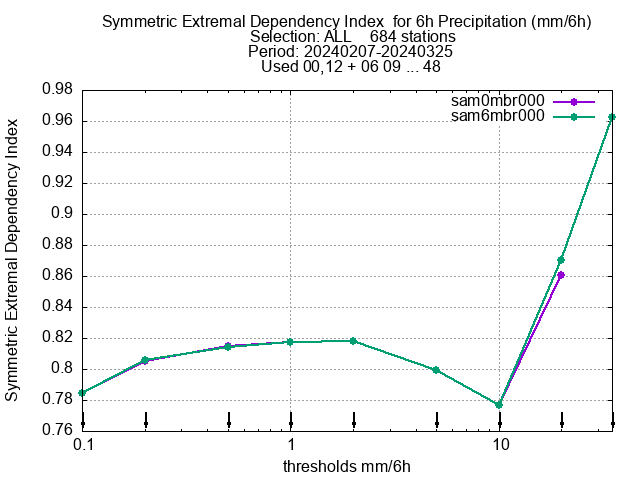 Symmetric Extremal Dependency Index  for 6h Precipitation (mm/6h)
Selection: ALL    684 stations
Period: 20240207-20240325
Used 00,12 + 06 09 ... 48
sam0mbr000
sam6mbr000
Symmetric Extremal Dependency Index
0.98
0.96
0.94
0.92
0.9
0.88
0.86
0.84
0.82
0.8
0.78
0.76
0.1 1 10
thresholds mm/6h